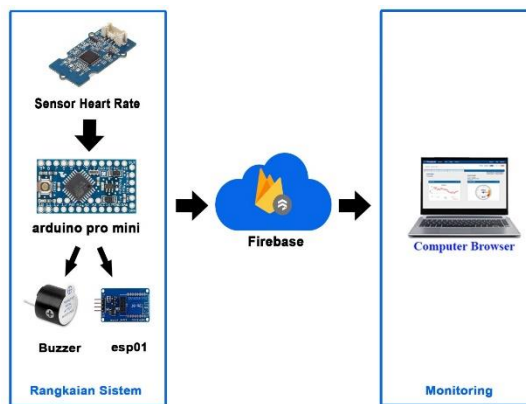 Sensor Heart Rate
arduino pro mini
Buzzer
esp01
Rangkaian Sistem
Firebase
Computer Browser
Monitoring